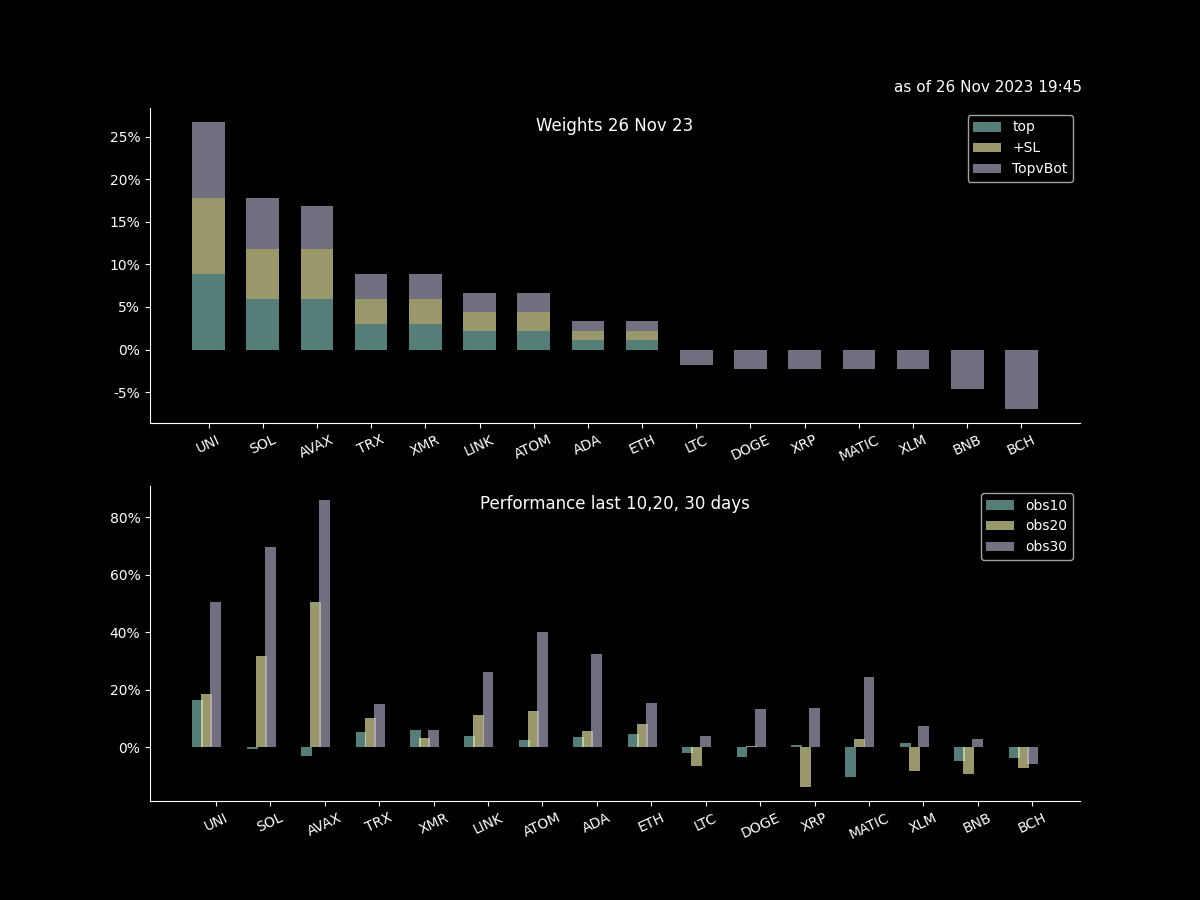 as of 26 Nov 2023 19:45
Weights 26 Nov 23
top
+SL
TopvBot
25%
20%
15%
10%
5%
0%
-5%
UNI SOL AVAX TRX XMR LINK ATOM ADA ETH LTC DOGE XRP MATIC XLM BNB BCH
Performance last 10,20, 30 days
obs10
obs20
obs30
80%
60%
40%
20%
0%
UNI SOL AVAX TRX XMR LINK ATOM ADA ETH LTC DOGE XRP MATIC XLM BNB BCH